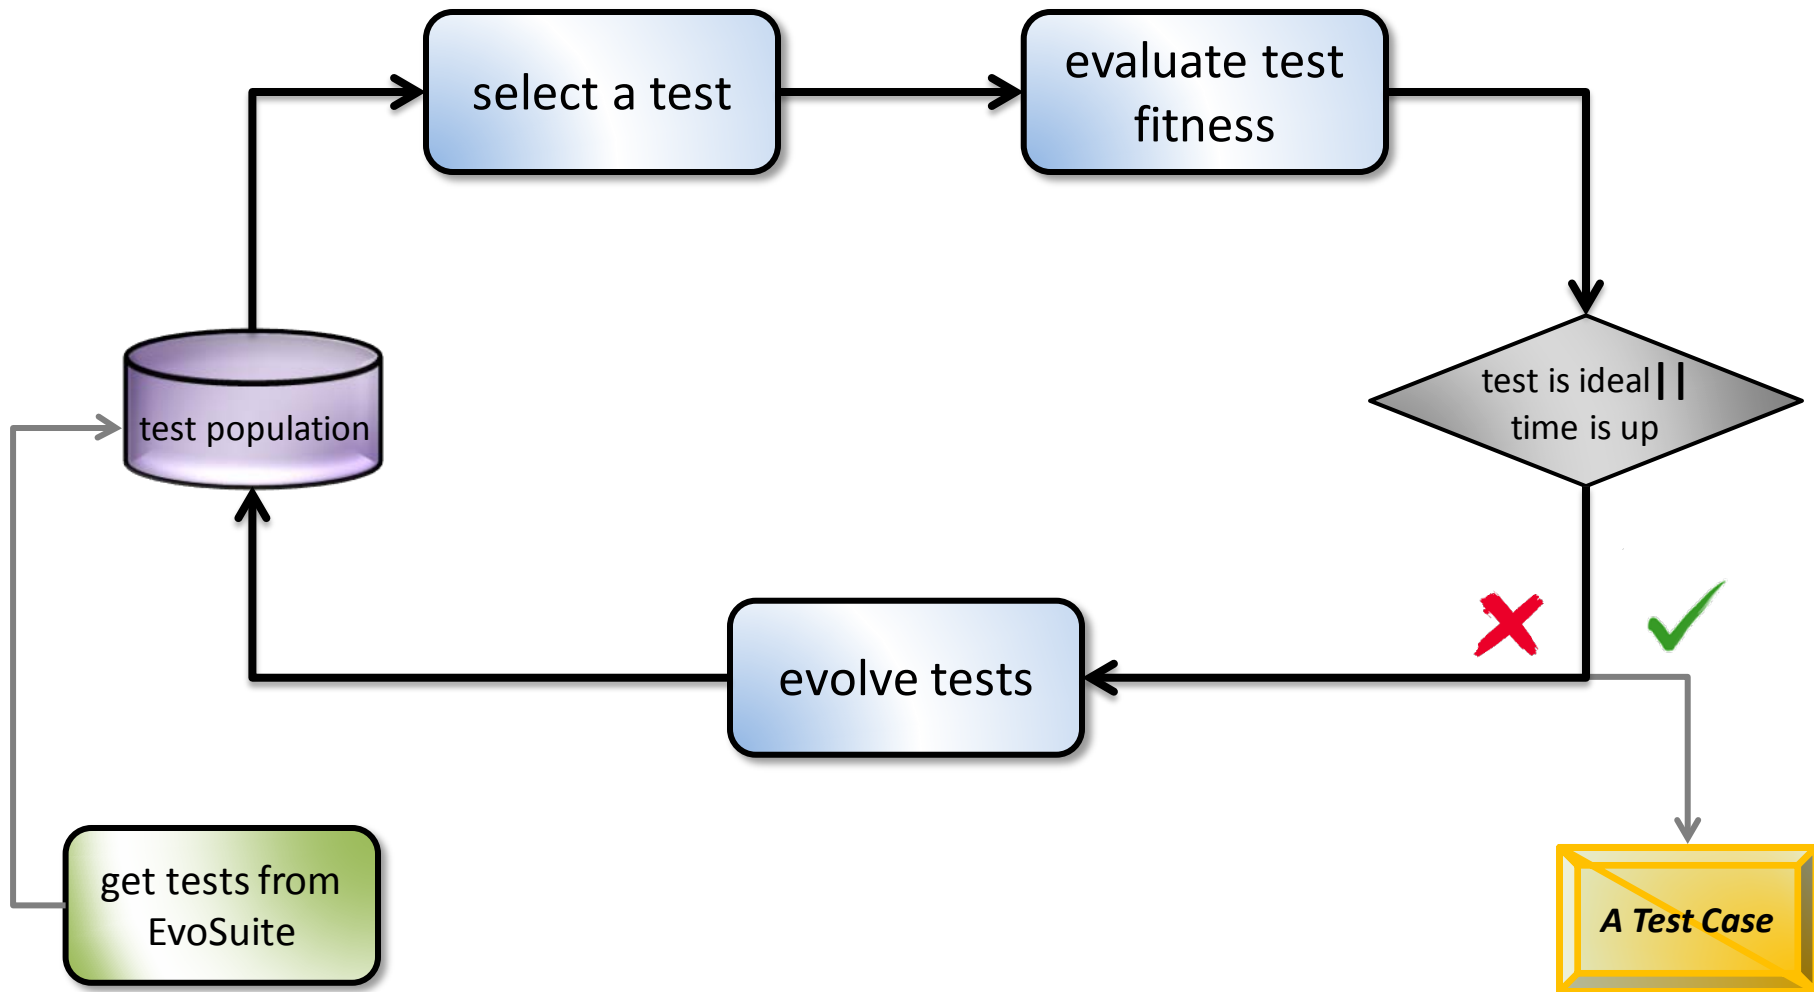 select a test
evaluate test
fitness
test is ideal||
time is up
test population
evolve tests
get tests from
EvoSuite
A Test Case